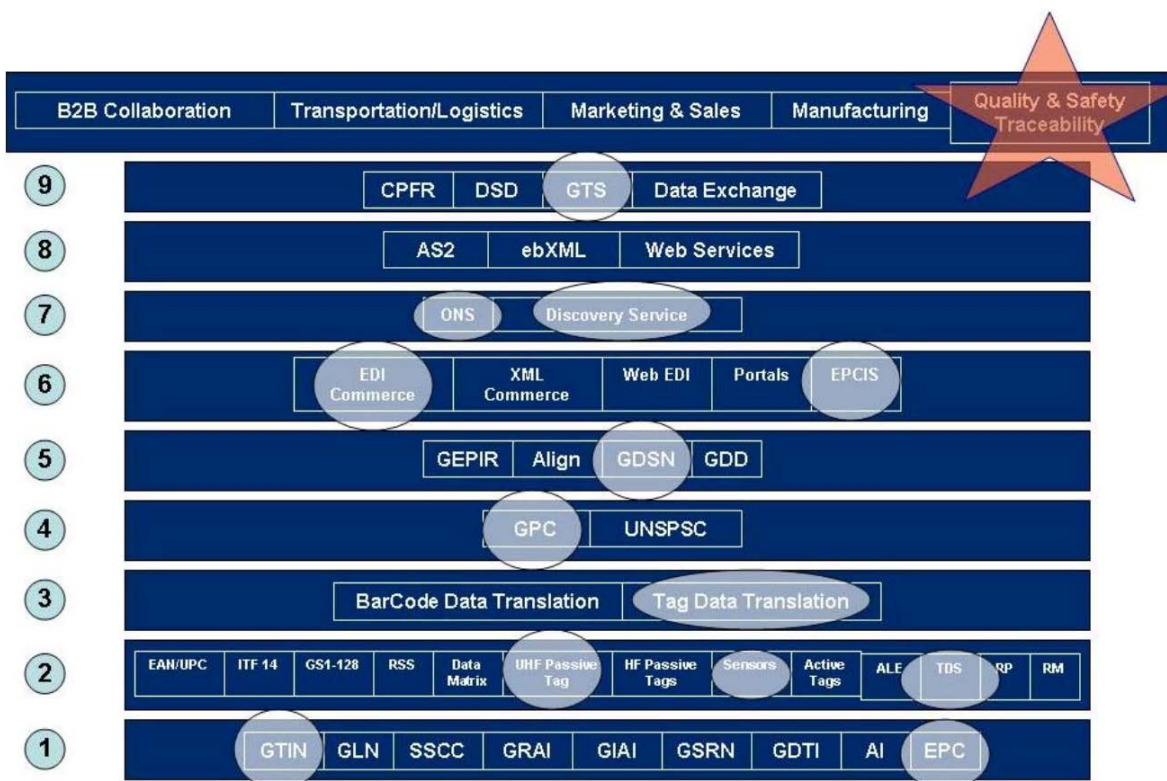 B2B Collaboration Transportation/Logistics Marketing & Sales Manufacturing Quality & Safety
Traceability
9 CPFR DSD GTS Data Exchange
8 AS2 ebXML Web Services
7 ONS Discovery Service
6 EDI Commerce XML Commerce Web EDI Portals EPCIS
5 GEPIR Align GDSN GDD
4 GPC UNSPSC
3 BarCode Data Translation Tag Data Translation
2 EAN/UPC ITF 14 GS1-128 RSS Data Matrix UHF Passive Tag HF Passive Tags Sensors Active Tags ALE TDS RP RM
1 GTIN GLN SSCC GRAI GIAI GSRN GDTI AI EPC